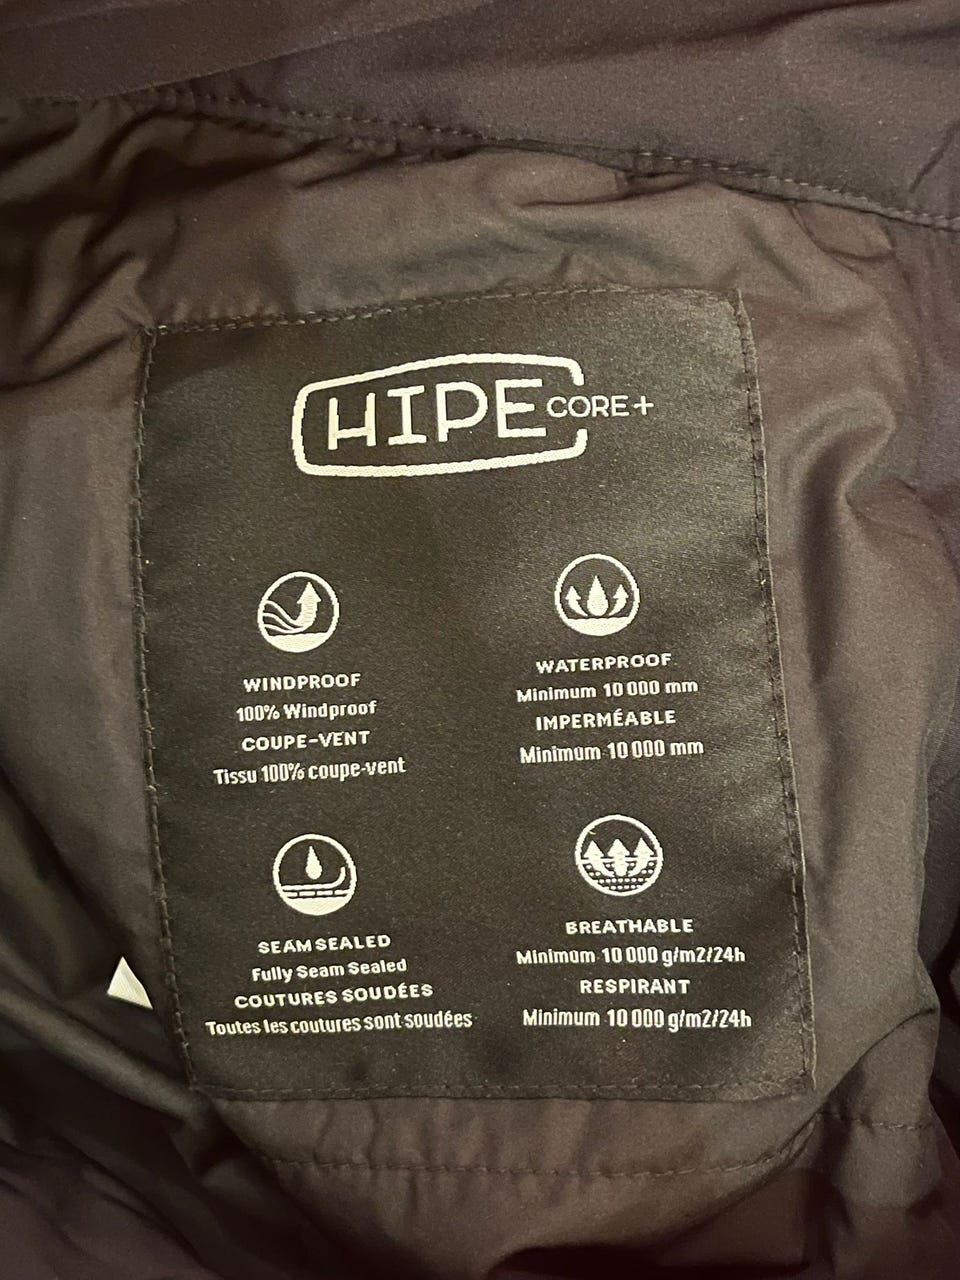 HIPE CORE+
WINDPROOF
100% Windproof
COUPE-VENT
Tissu 100% coupe-vent
WATERPROOF
Minimum 10 000 mm
IMPERMÉABLE
Minimum 10 000 mm
SEAM SEALED
Fully Seam Sealed
COUTURES SOUDÉES
Toutes les coutures sont soudées
BREATHABLE
Minimum 10 000 g/m2/24h
RESPIRANT
Minimum 10 000 g/m2/24h